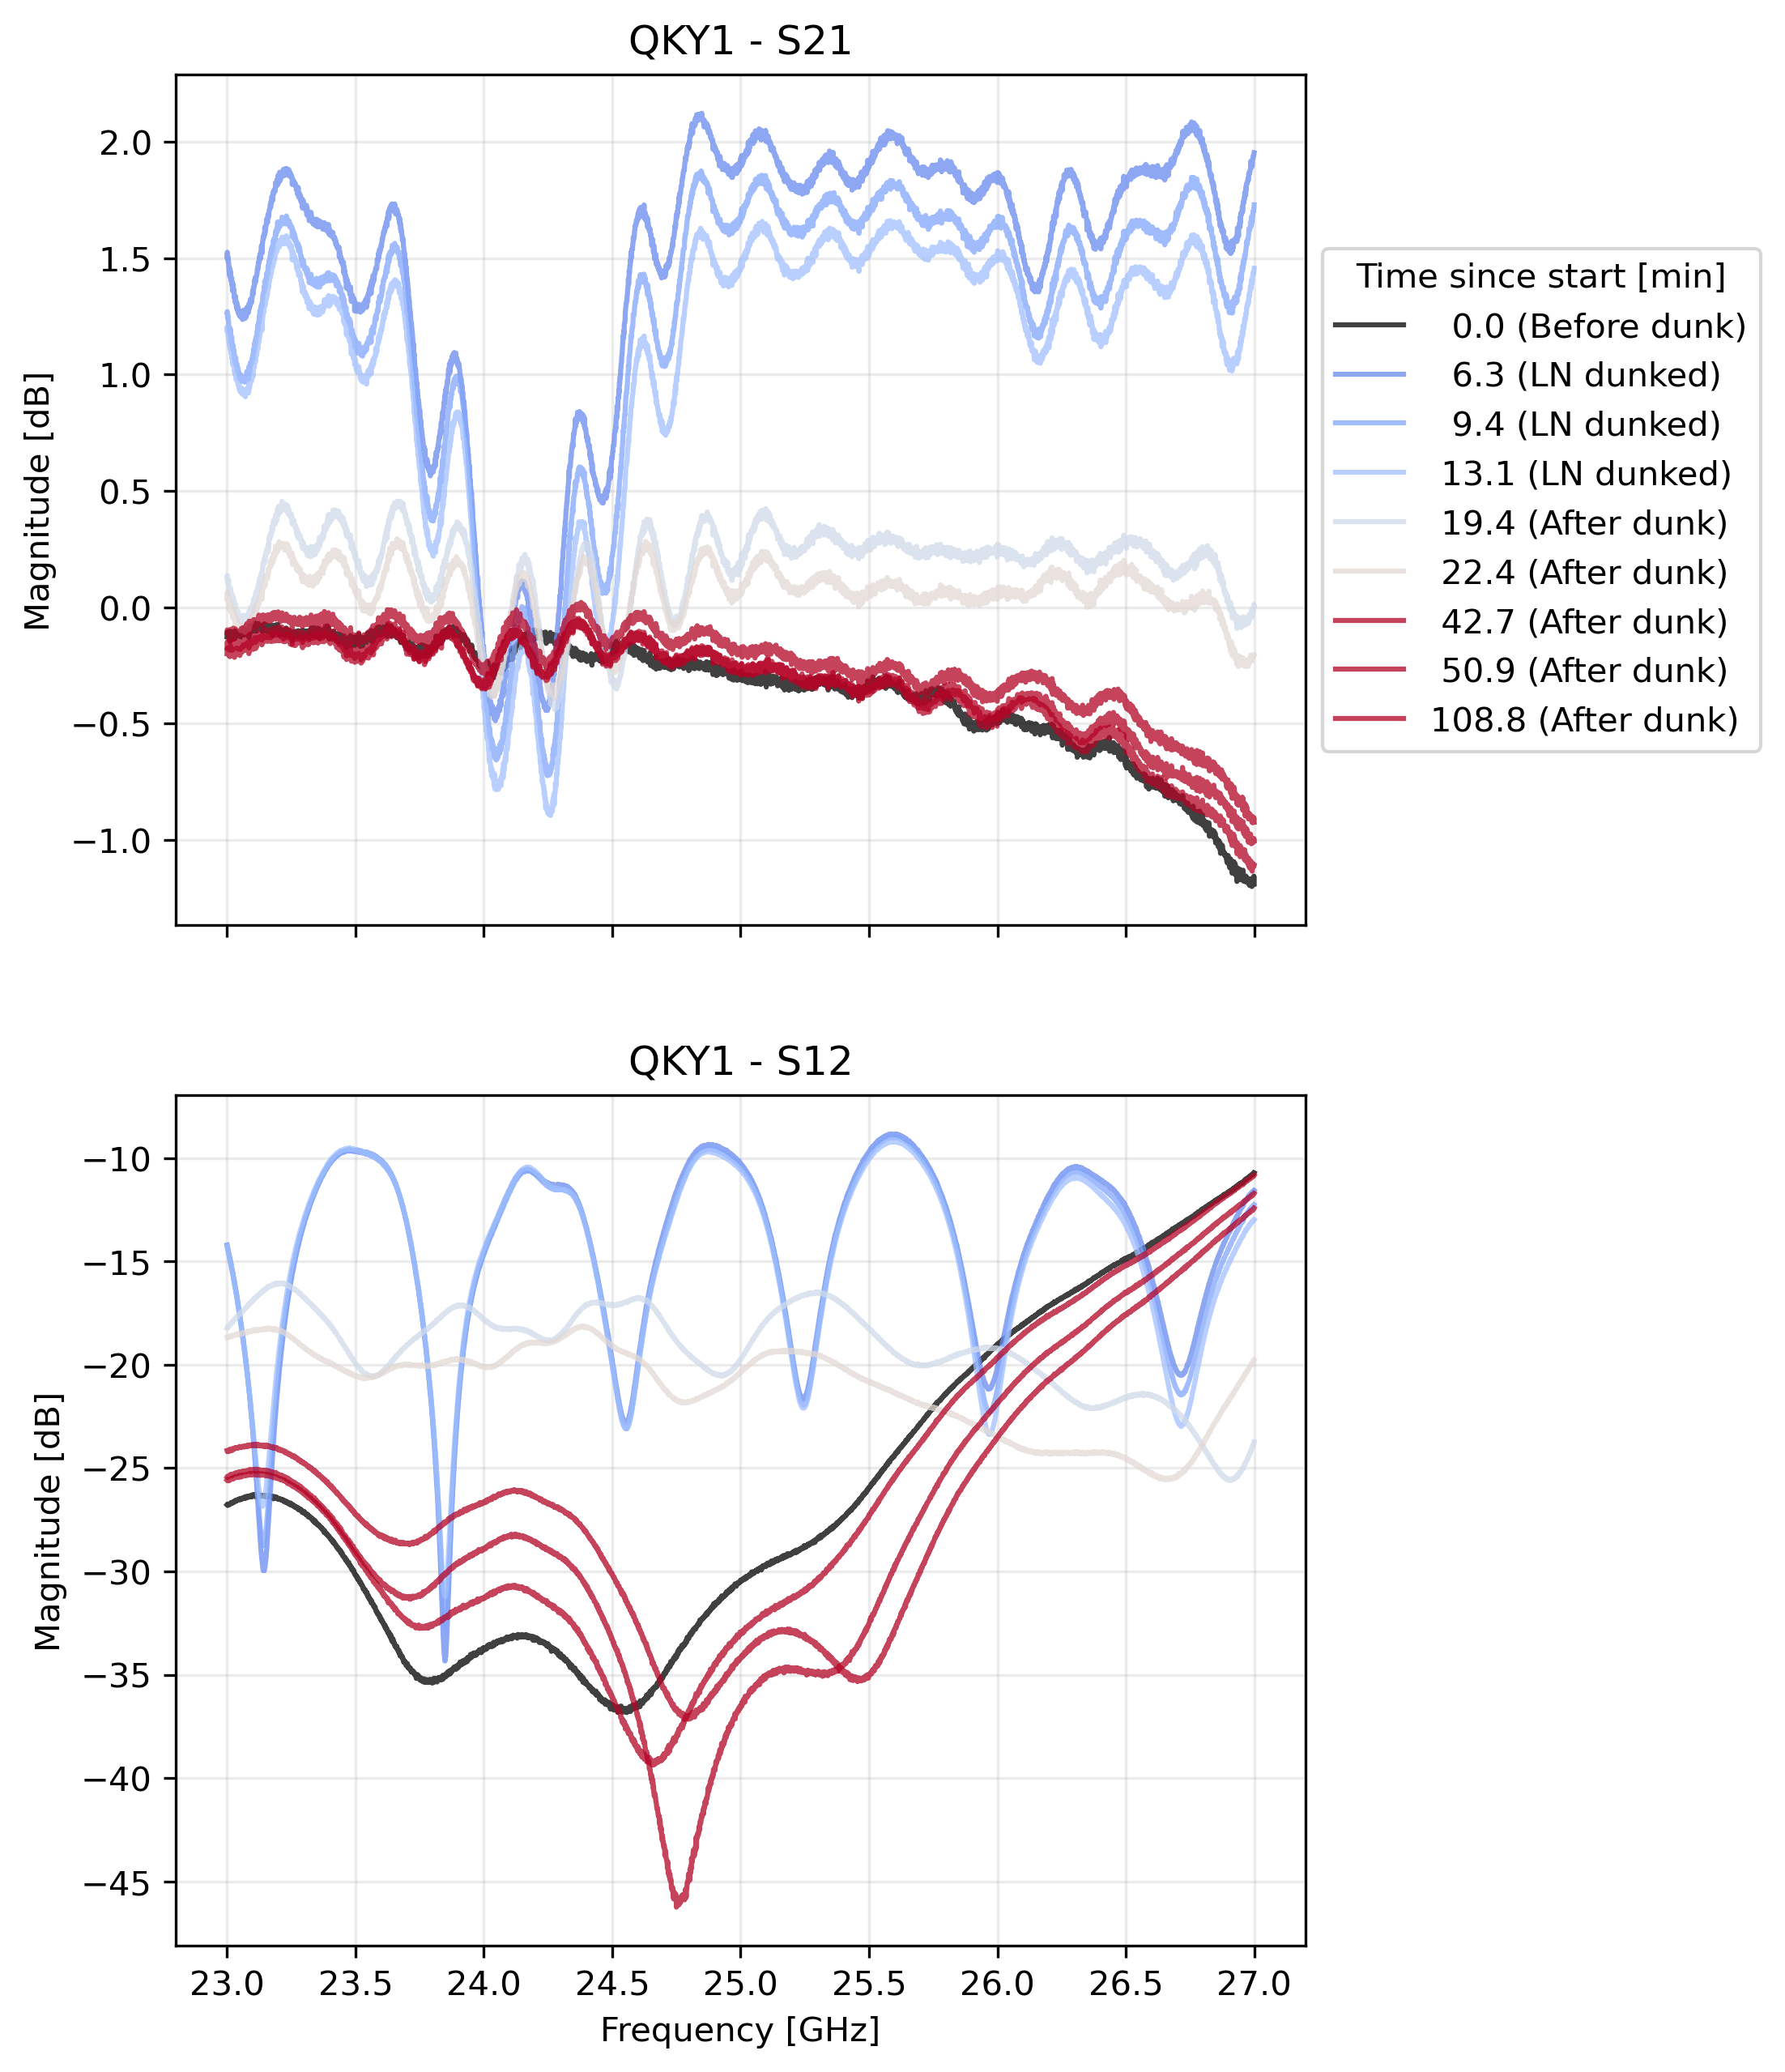 QKY1 - S21
Magnitude [dB]
2.0
1.5
1.0
0.5
0.0
−0.5
−1.0
Time since start [min]
0.0 (Before dunk)
6.3 (LN dunked)
9.4 (LN dunked)
13.1 (LN dunked)
19.4 (After dunk)
22.4 (After dunk)
42.7 (After dunk)
50.9 (After dunk)
108.8 (After dunk)
QKY1 - S12
Magnitude [dB]
−10
−15
−20
−25
−30
−35
−40
−45
23.0 23.5 24.0 24.5 25.0 25.5 26.0 26.5 27.0
Frequency [GHz]